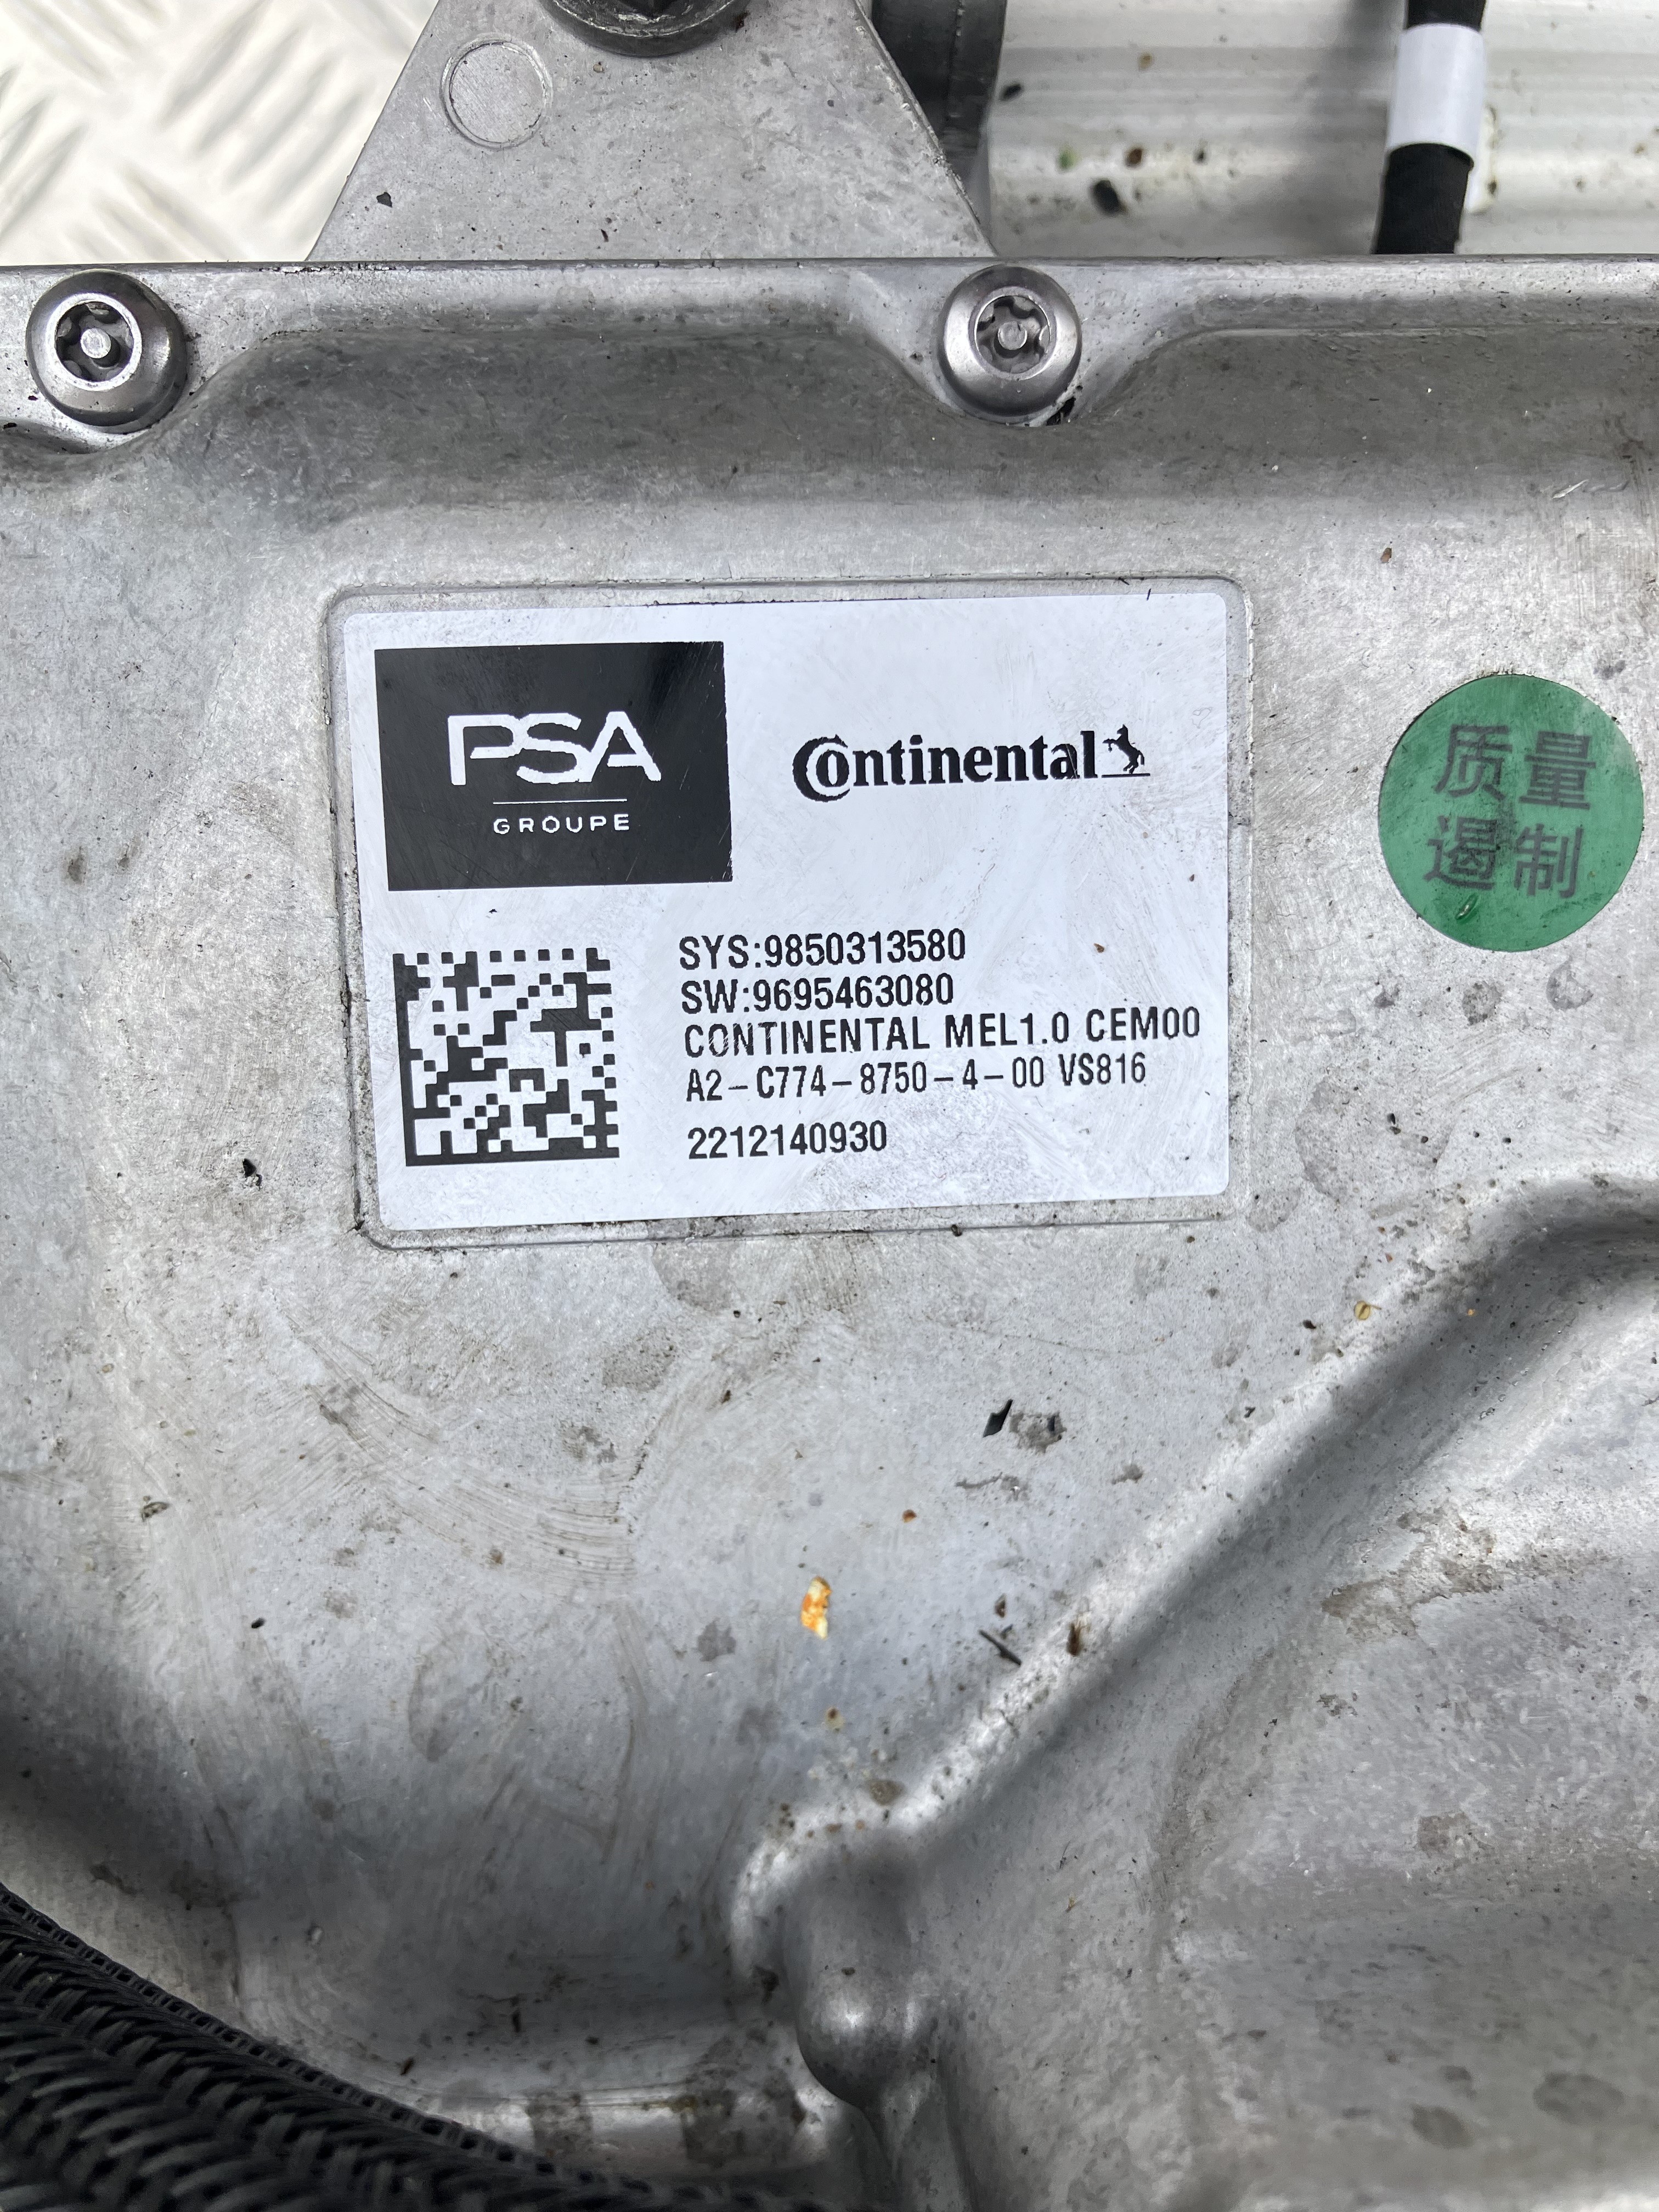 PSA
GROUPE
Continental
SYS:9850313580
SW:9695463080
CONTINENTAL MEL1.0 CEM00
A2-C774-8750-4-00 VS816
2212140930
质量
遏制